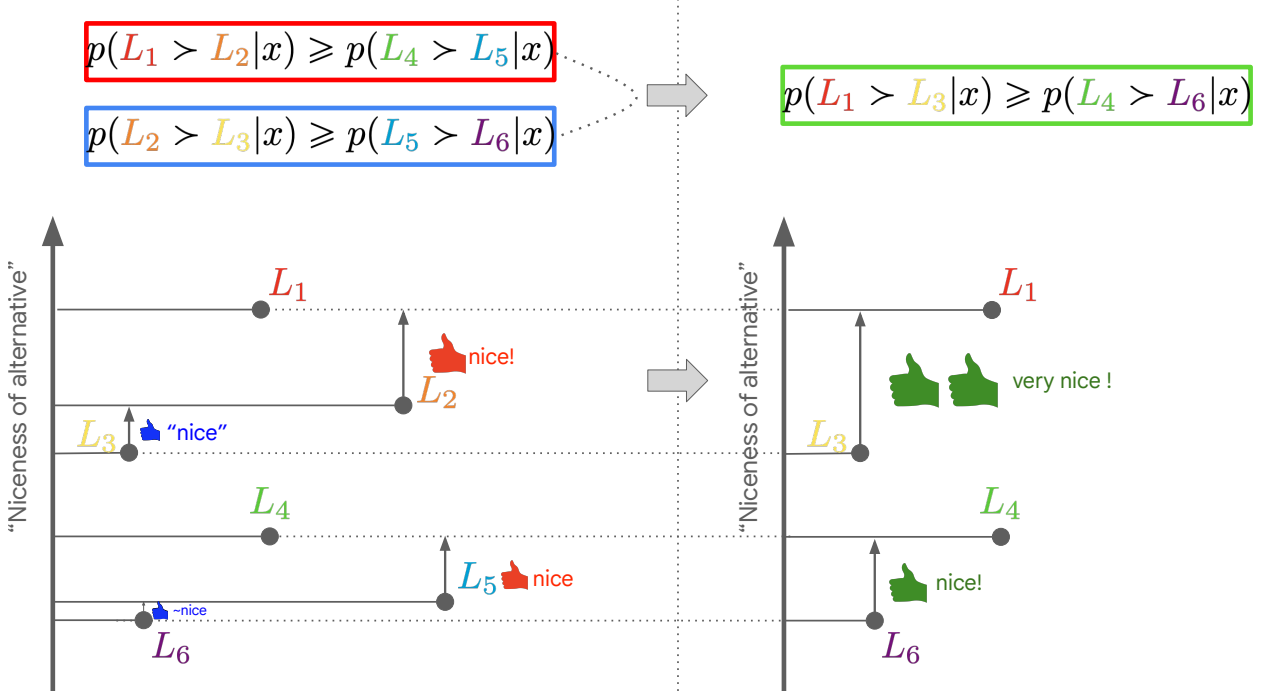 p(L₁ ≻ L₂|x) ⩾ p(L₄ ≻ L₅|x)
p(L₂ ≻ L₃|x) ⩾ p(L₅ ≻ L₆|x)
p(L₁ ≻ L₃|x) ⩾ p(L₄ ≻ L₆|x)
“Niceness of alternative”
L₁
nice!
L₂
L₃
“nice”
L₄
L₅
nice
~nice
L₆
“Niceness of alternative”
L₁
very nice !
L₃
L₄
nice!
L₆